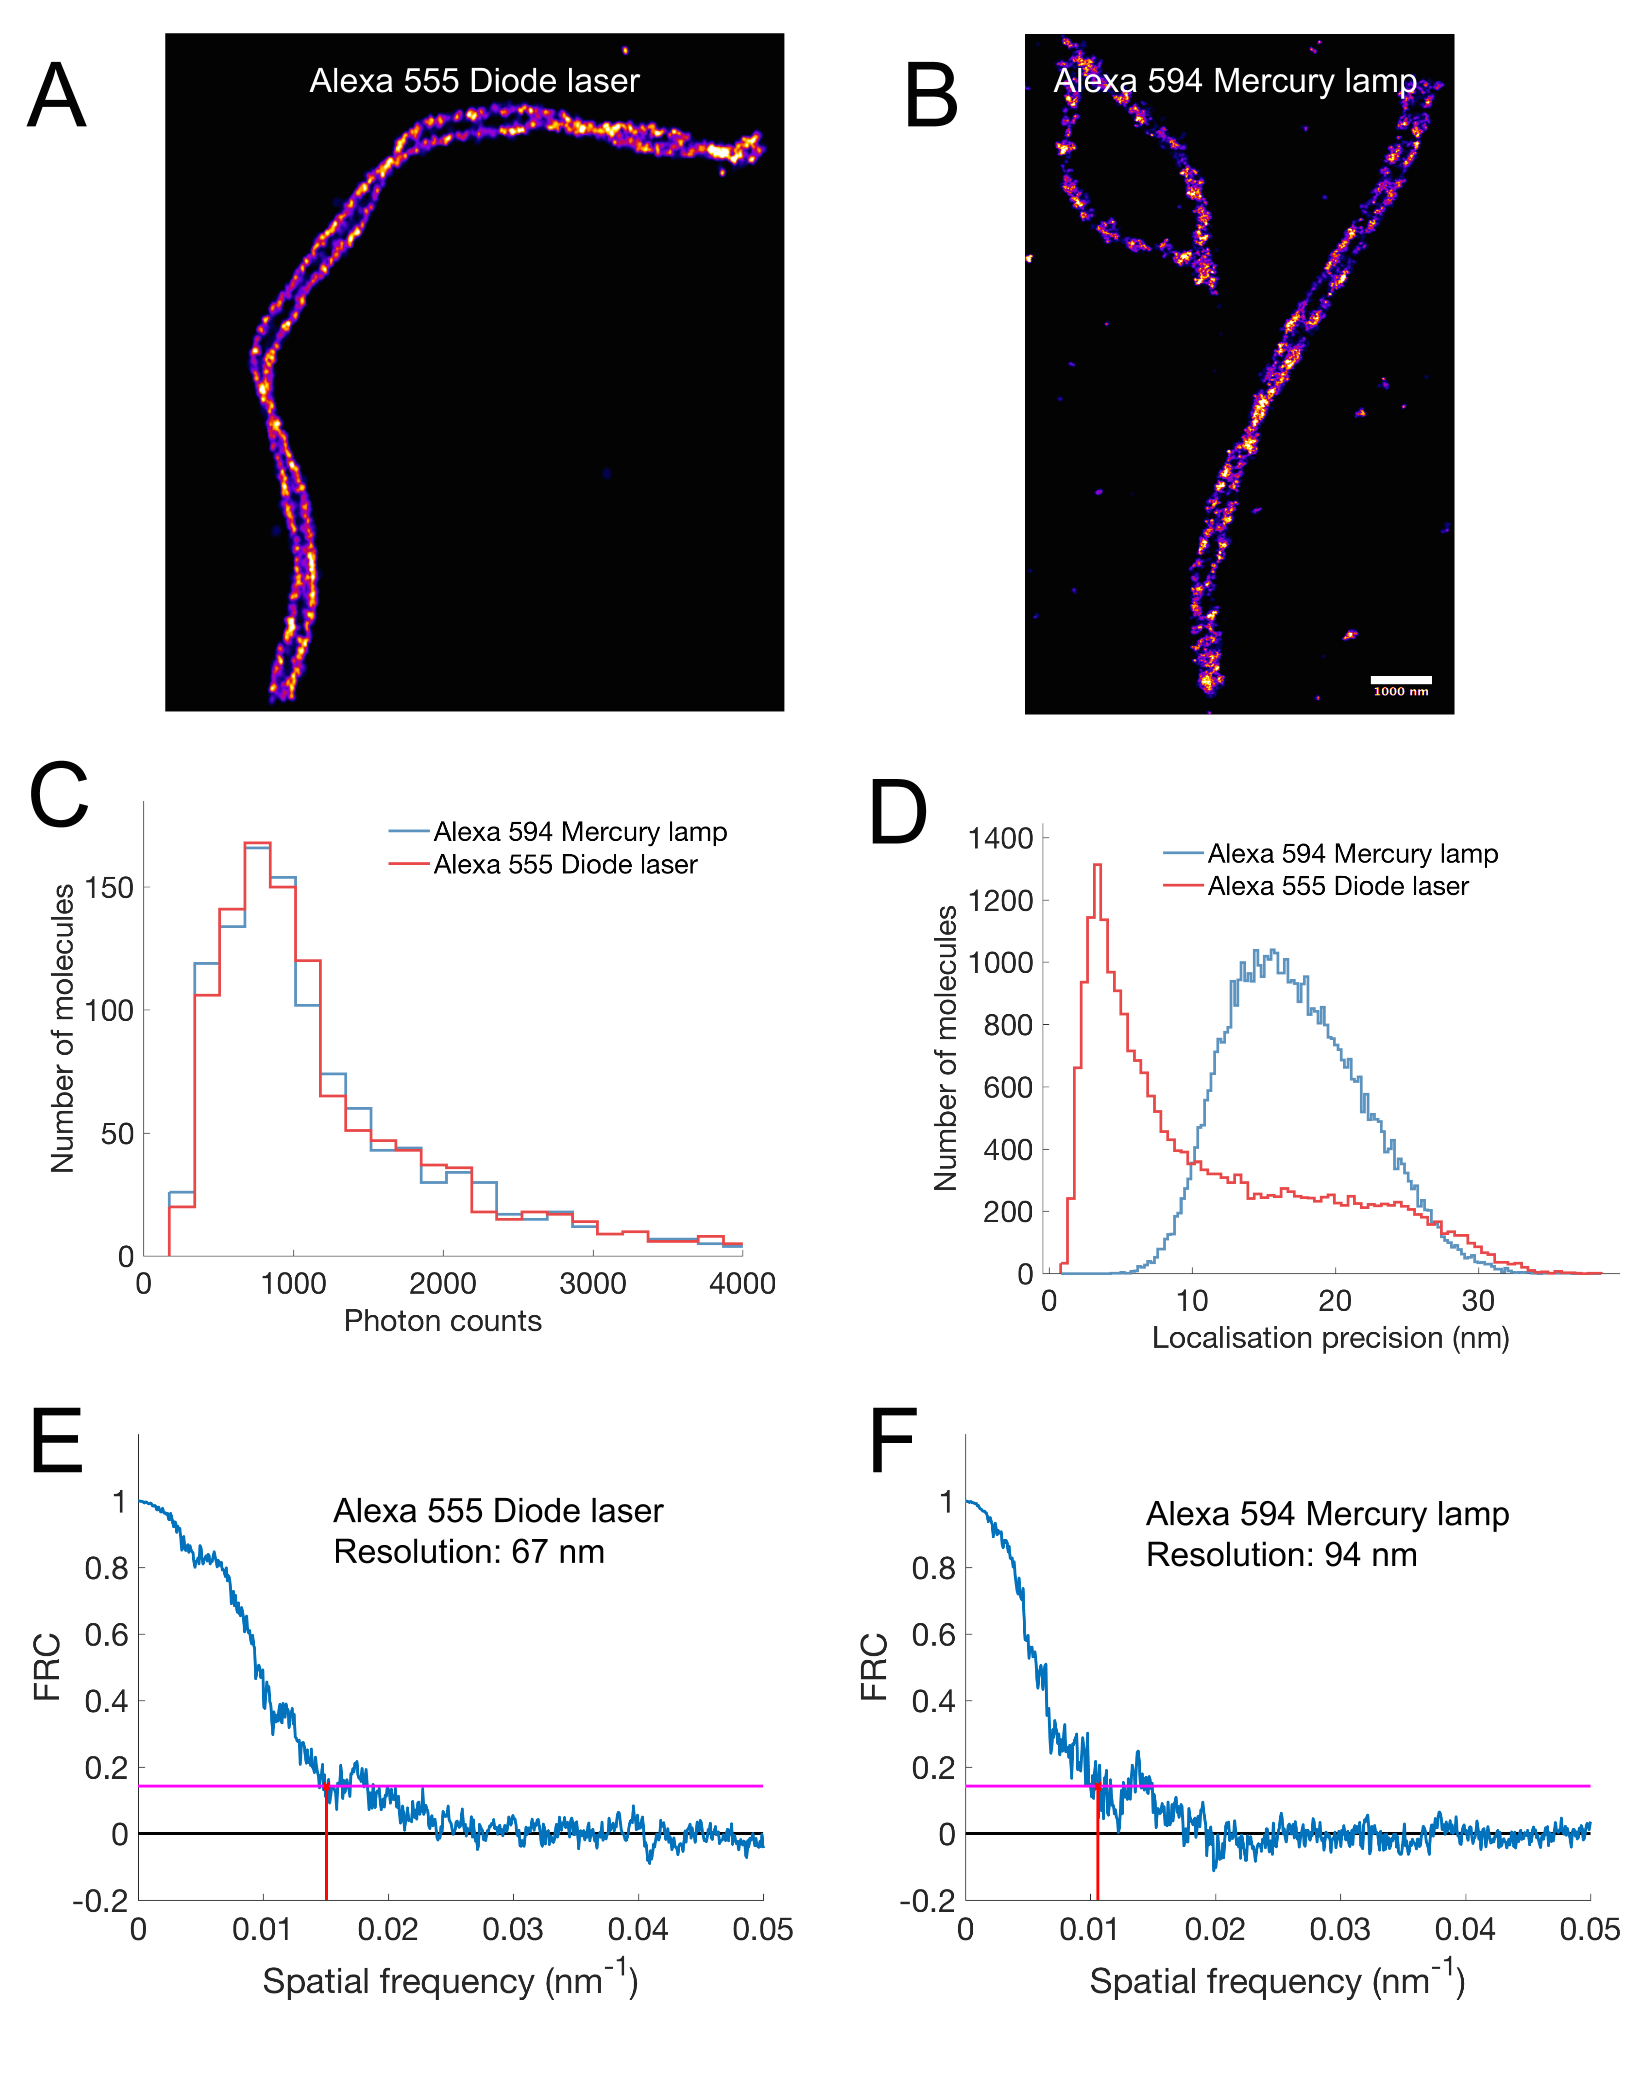 A
Alexa 555 Diode laser
B
Alexa 594 Mercury lamp
1000 nm
C
Alexa 594 Mercury lamp
Alexa 555 Diode laser
Number of molecules
150
100
50
0
0 1000 2000 3000 4000
Photon counts
D
Alexa 594 Mercury lamp
Alexa 555 Diode laser
Number of molecules
1400
1200
1000
800
600
400
200
0
0 10 20 30
Localisation precision (nm)
E
Alexa 555 Diode laser
Resolution: 67 nm
FRC
1
0.8
0.6
0.4
0.2
0
-0.2
0 0.01 0.02 0.03 0.04 0.05
Spatial frequency (nm⁻¹)
F
Alexa 594 Mercury lamp
Resolution: 94 nm
FRC
1
0.8
0.6
0.4
0.2
0
-0.2
0 0.01 0.02 0.03 0.04 0.05
Spatial frequency (nm⁻¹)